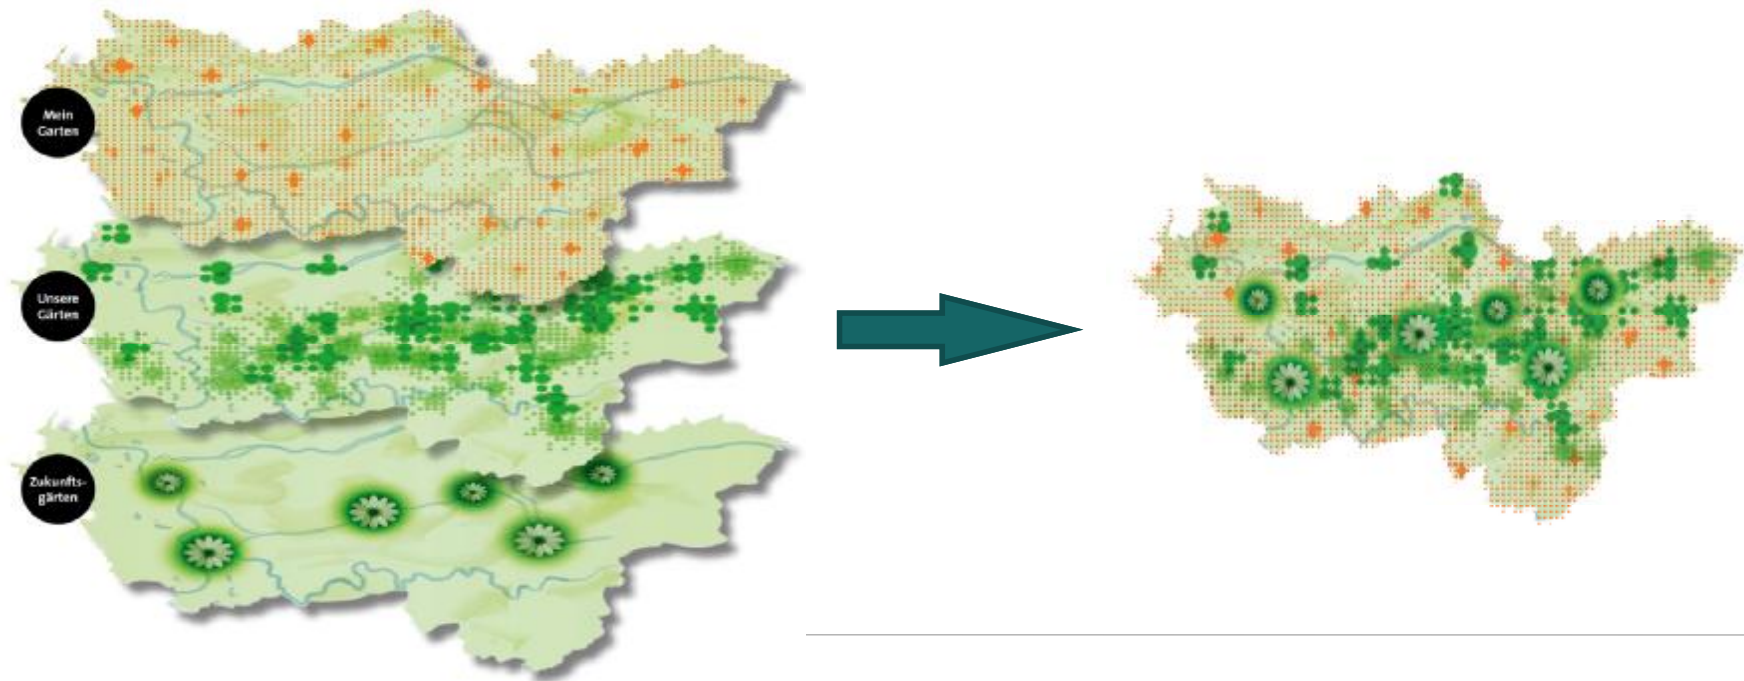 Mein
Garten
Unsere
Gärten
Zukunfts-
gärten